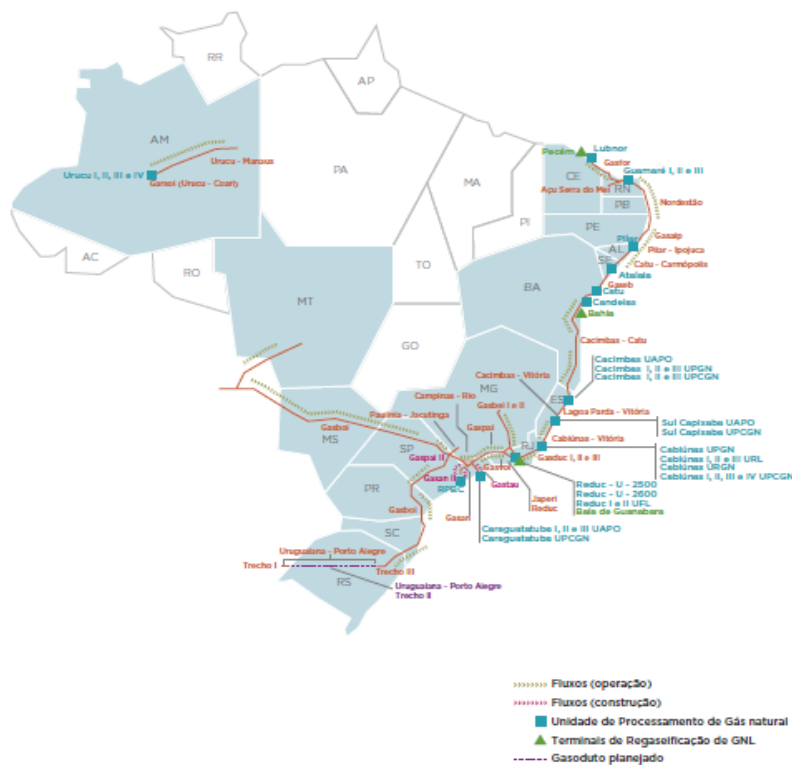 RR
AP
AM
Urucu - Manaus
Urucu I, II, III e IV
Garsol (Urucu - Coari)
PA
MA
Pecém
Lubnor
Gasfor
Guamaré I, II e III
CE
Açu Serra do Mel
RN
PB
Nordestão
PI
PE
Gasalp
Pilar
AL
Pilar - Ipojuca
SE
Catu - Carmópolis
Atalaia
Gaseb
AC
RO
TO
BA
Catu
Candeias
Bahia
MT
GO
Cacimbas - Catu
Cacimbas - Vitória
Cacimbas UAPO
Cacimbas I, II e III UPGN
Cacimbas I, II e III UPCGN
MG
Campinas - Rio
Gasbel I e II
ES
Paulínia - Jacutinga
Lagoa Parda - Vitória
Gasbol
Gaspal
Sul Capixaba UAPO
Sul Capixaba UPCGN
MS
SP
RJ
Cabiúnas - Vitória
Gaspal II
Gasvol
Gasduc I, II e III
Cabiúnas UPGN
Cabiúnas I, II e III URL
Cabiúnas URGN
Cabiúnas I, II, III e IV UPCGN
Gasan II
RPBC
Gastau
PR
Japeri
Reduc
Reduc - U - 2500
Reduc - U - 2600
Reduc I e II UFL
Baía de Guanabara
Gasbol
Gasan
SC
Caraguatatuba I, II e III UAPO
Caraguatatuba UPCGN
Uruguaiana - Porto Alegre
Trecho I
Trecho III
RS
Uruguaiana - Porto Alegre
Trecho II
Fluxos (operação)
Fluxos (construção)
Unidade de Processamento de Gás natural
Terminais de Regaseificação de GNL
Gasoduto planejado